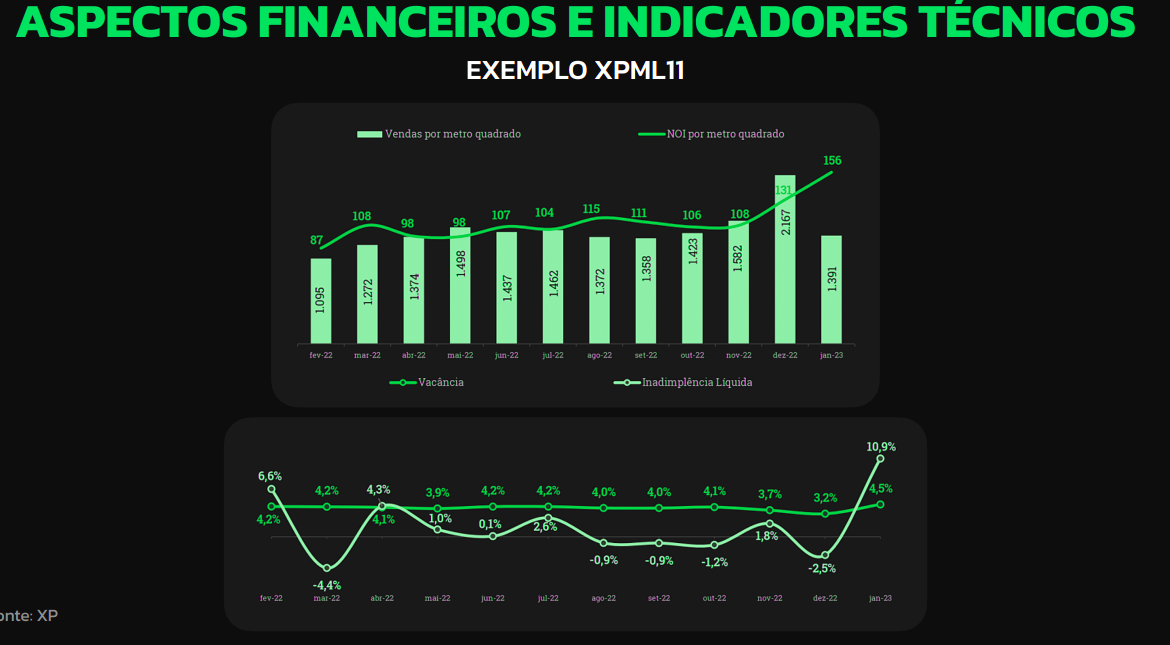 ASPECTOS FINANCEIROS E INDICADORES TÉCNICOS
EXEMPLO XPML11
Vendas por metro quadrado NOI por metro quadrado
87 108 98 98 107 104 115 111 106 108 131 156
1.095 1.272 1.374 1.498 1.437 1.462 1.372 1.358 1.423 1.582 2.167 1.391
fev-22 mar-22 abr-22 mai-22 jun-22 jul-22 ago-22 set-22 out-22 nov-22 dez-22 jan-23
Vacância Inadimplência Líquida
6,6% -4,4% 4,3% 1,0% 0,1% 2,6% -0,9% -0,9% -1,2% 1,8% -2,5% 10,9%
4,2% 4,2% 4,1% 3,9% 4,2% 4,2% 4,0% 4,0% 4,1% 3,7% 3,2% 4,5%
fev-22 mar-22 abr-22 mai-22 jun-22 jul-22 ago-22 set-22 out-22 nov-22 dez-22 jan-23
onte: XP